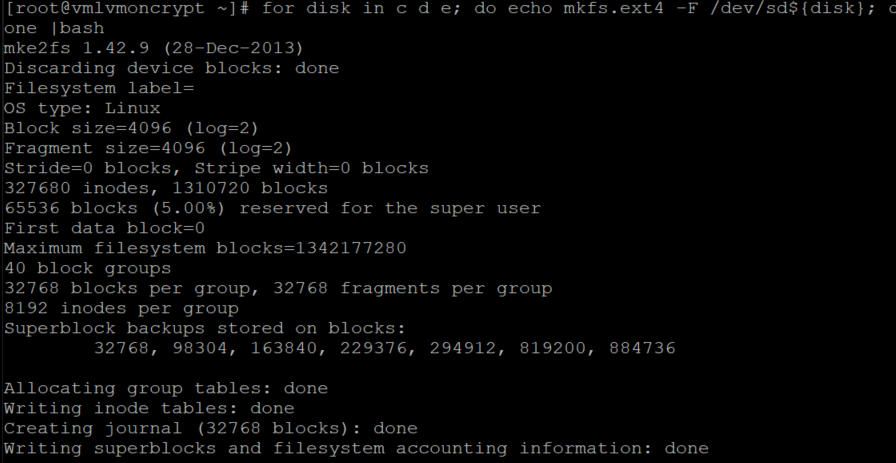 [root@vmlvmoncrypt ~]# for disk in c d e; do echo mkfs.ext4 -F /dev/sd${disk}; d
one |bash
mke2fs 1.42.9 (28-Dec-2013)
Discarding device blocks: done
Filesystem label=
OS type: Linux
Block size=4096 (log=2)
Fragment size=4096 (log=2)
Stride=0 blocks, Stripe width=0 blocks
327680 inodes, 1310720 blocks
65536 blocks (5.00%) reserved for the super user
First data block=0
Maximum filesystem blocks=1342177280
40 block groups
32768 blocks per group, 32768 fragments per group
8192 inodes per group
Superblock backups stored on blocks:
        32768, 98304, 163840, 229376, 294912, 819200, 884736
Allocating group tables: done
Writing inode tables: done
Creating journal (32768 blocks): done
Writing superblocks and filesystem accounting information: done